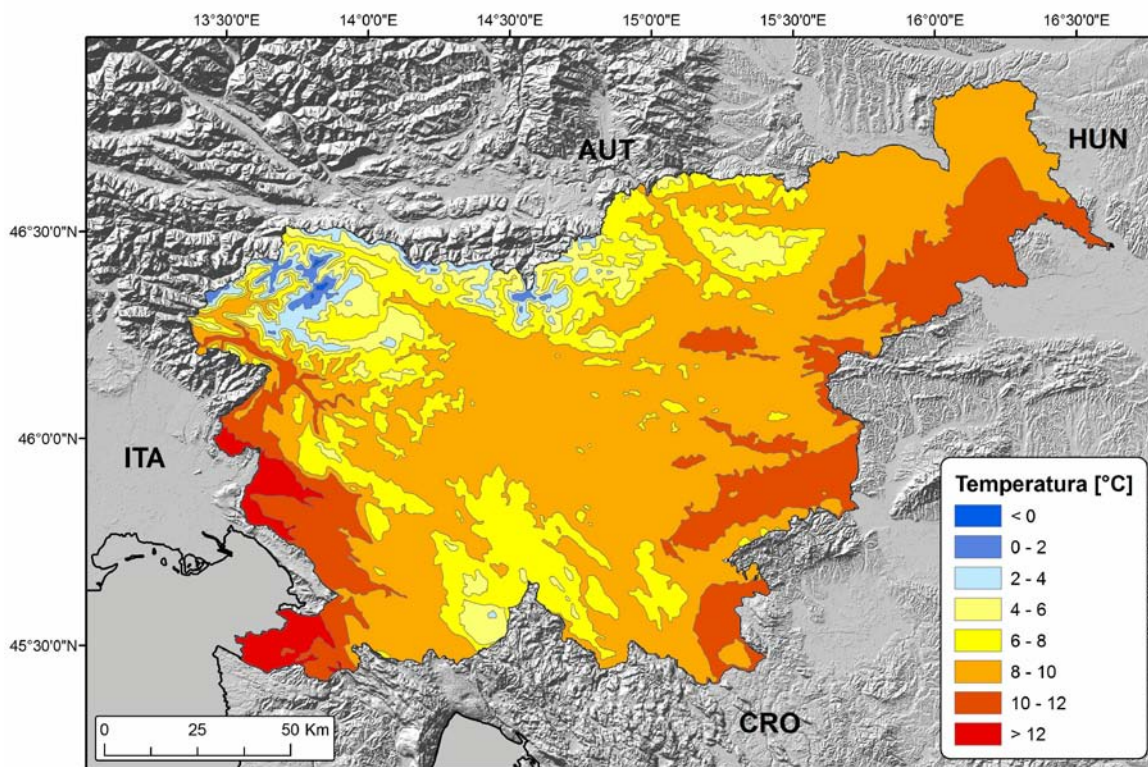 13°30'0"E 14°0'0"E 14°30'0"E 15°0'0"E 15°30'0"E 16°0'0"E 16°30'0"E
HUN
AUT
46°30'0"N
46°0'0"N
ITA
45°30'0"N
CRO
Temperatura [°C]
< 0
0 - 2
2 - 4
4 - 6
6 - 8
8 - 10
10 - 12
> 12
0 25 50 Km